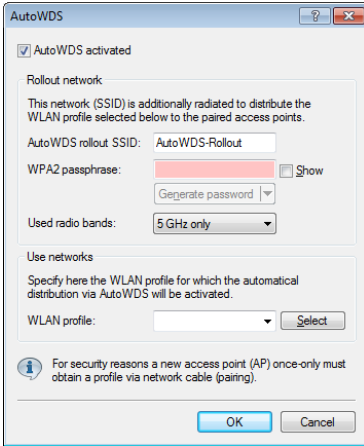 AutoWDS
AutoWDS activated
Rollout network
This network (SSID) is additionally radiated to distribute the
WLAN profile selected below to the paired access points.
AutoWDS rollout SSID: AutoWDS-Rollout
WPA2 passphrase: Show
Generate password
Used radio bands: 5 GHz only
Use networks
Specify here the WLAN profile for which the automatical
distribution via AutoWDS will be activated.
WLAN profile: Select
For security reasons a new access point (AP) once-only must
obtain a profile via network cable (pairing).
OK Cancel